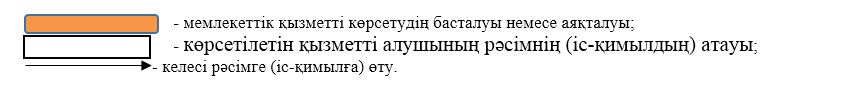 - мемлекеттік қызметті көрсетудің басталуы немесе аяқталуы;
- көрсетілетін қызметті алушының рәсімнің (іс-қимылдың) атауы;
- келесі рәсімге (іс-қимылға) өту.